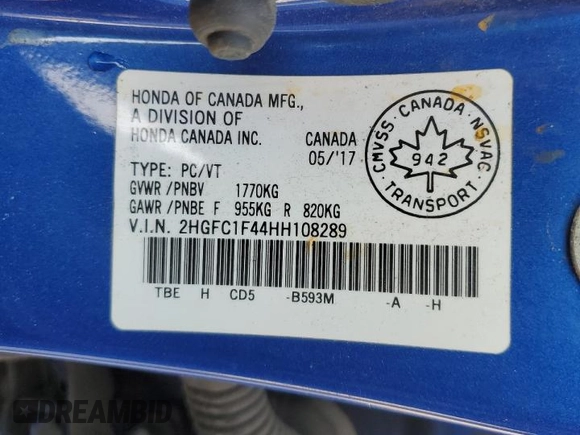 HONDA OF CANADA MFG.,
A DIVISION OF
HONDA CANADA INC. CANADA
05/'17
TYPE: PC/VT
GVWR /PNBV 1770KG
GAWR /PNBE F 955KG R 820KG
V.I.N. 2HGFC1F44HH108289
TBE H CD5 -B593M -A -H
CMVSS · CANADA · NSVAC
942
TRANSPORT
DREAMBID